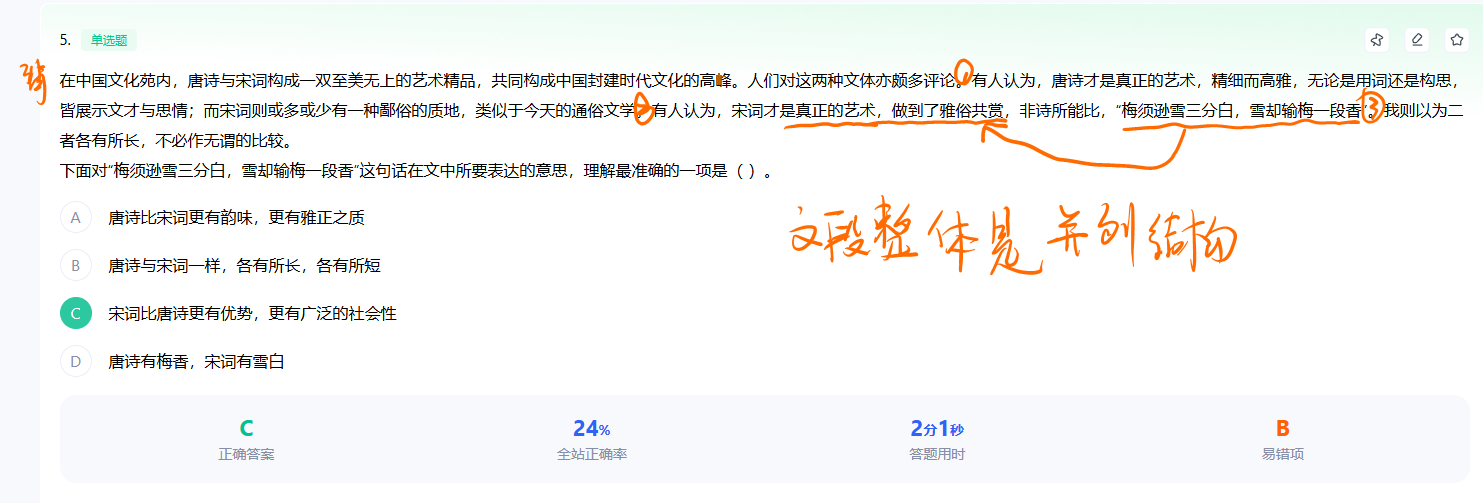 5. 单选题
在中国文化苑内，唐诗与宋词构成一双至美无上的艺术精品，共同构成中国封建时代文化的高峰。人们对这两种文体亦颇多评论。①有人认为，唐诗才是真正的艺术，精细而高雅，无论是用词还是构思，
皆展示文才与思情；而宋词则或多或少有一种鄙俗的质地，类似于今天的通俗文学。②有人认为，宋词才是真正的艺术，做到了雅俗共赏，非诗所能比，“梅须逊雪三分白，雪却输梅一段香”。③我则以为二
者各有所长，不必作无谓的比较。
下面对“梅须逊雪三分白，雪却输梅一段香”这句话在文中所要表达的意思，理解最准确的一项是（ ）。
A 唐诗比宋词更有韵味，更有雅正之质
B 唐诗与宋词一样，各有所长，各有所短
C 宋词比唐诗更有优势，更有广泛的社会性
D 唐诗有梅香，宋词有雪白
文段整体是并列结构
C 24% 2分1秒 B
正确答案 全站正确率 答题用时 易错项